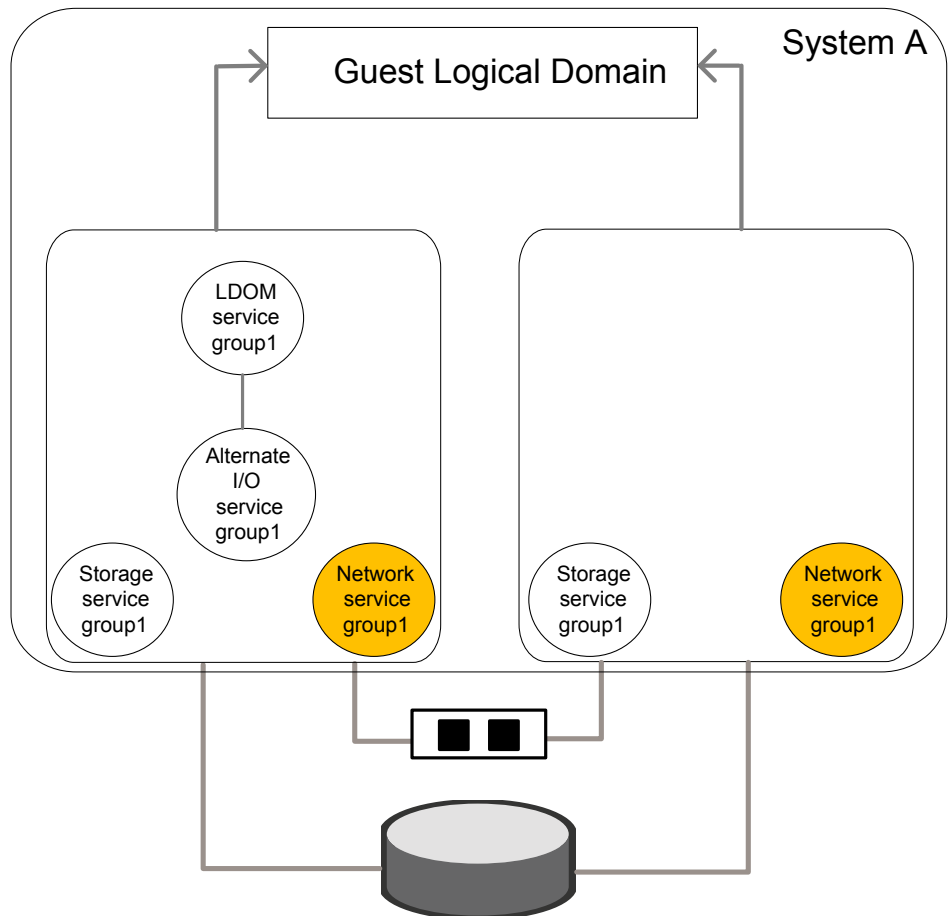 System A
Guest Logical Domain
LDOM
service
group1
Alternate
I/O
service
group1
Storage
service
group1
Network
service
group1
Storage
service
group1
Network
service
group1